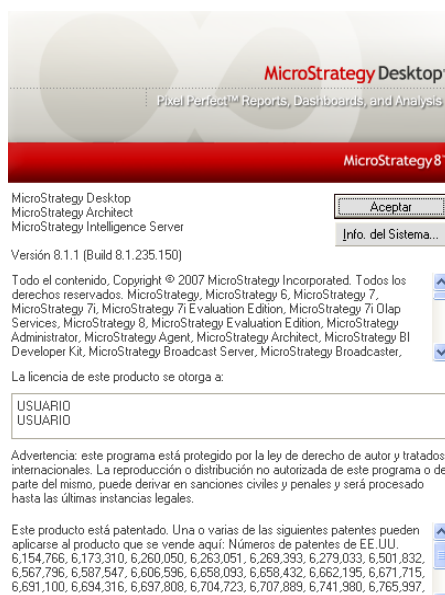 MicroStrategy Desktop
Pixel Perfect™ Reports, Dashboards, and Analysis
MicroStrategy 8
MicroStrategy Desktop
MicroStrategy Architect
MicroStrategy Intelligence Server
Aceptar
Info. del Sistema...
Versión 8.1.1 (Build 8.1.235.150)
Todo el contenido, Copyright © 2007 MicroStrategy Incorporated. Todos los
derechos reservados. MicroStrategy, MicroStrategy 6, MicroStrategy 7,
MicroStrategy 7i, MicroStrategy 7i Evaluation Edition, MicroStrategy 7i Olap
Services, MicroStrategy 8, MicroStrategy Evaluation Edition, MicroStrategy
Administrator, MicroStrategy Agent, MicroStrategy Architect, MicroStrategy BI
Developer Kit, MicroStrategy Broadcast Server, MicroStrategy Broadcaster,
La licencia de este producto se otorga a:
USUARIO
USUARIO
Advertencia: este programa está protegido por la ley de derecho de autor y tratados
internacionales. La reproducción o distribución no autorizada de este programa o de
parte del mismo, puede derivar en sanciones civiles y penales y será procesado
hasta las últimas instancias legales.
Este producto está patentado. Una o varias de las siguientes patentes pueden
aplicarse al producto que se vende aquí: Números de patentes de EE.UU.
6,154,766, 6,173,310, 6,260,050, 6,263,051, 6,269,393, 6,279,033, 6,501,832,
6,567,796, 6,587,547, 6,606,596, 6,658,093, 6,658,432, 6,662,195, 6,671,715,
6,691,100, 6,694,316, 6,697,808, 6,704,723, 6,707,889, 6,741,980, 6,765,997,